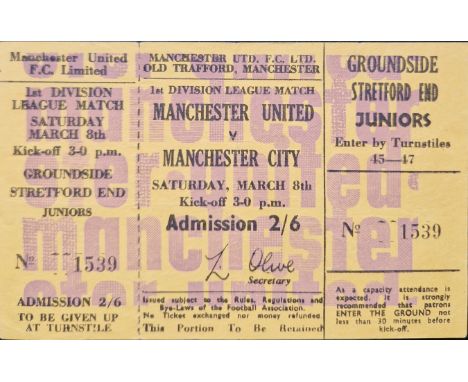 Manchester United
F.C. Limited
1st DIVISION
LEAGUE MATCH
SATURDAY
MARCH 8th
Kick-off 3-0 p.m.
GROUNDSIDE
STRETFORD END
JUNIORS
No 1539
ADMISSION 2/6
TO BE GIVEN UP
AT TURNSTILE
MANCHESTER UTD. F.C. LTD.
OLD TRAFFORD, MANCHESTER
1st DIVISION LEAGUE MATCH
MANCHESTER UNITED
v
MANCHESTER CITY
SATURDAY, MARCH 8th
Kick-off 3-0 p.m.
Admission 2/6
L. Olive
Secretary
Issued subject to the Rules, Regulations and
Bye-Laws of the Football Association.
No Ticket exchanged nor money refunded.
This Portion To Be Retained
GROUNDSIDE
STRETFORD END
JUNIORS
Enter by Turnstiles
45—47
No 1539
As a capacity attendance is
expected. It is strongly
recommended that patrons
ENTER THE GROUND not
less than 30 minutes before
kick-off.